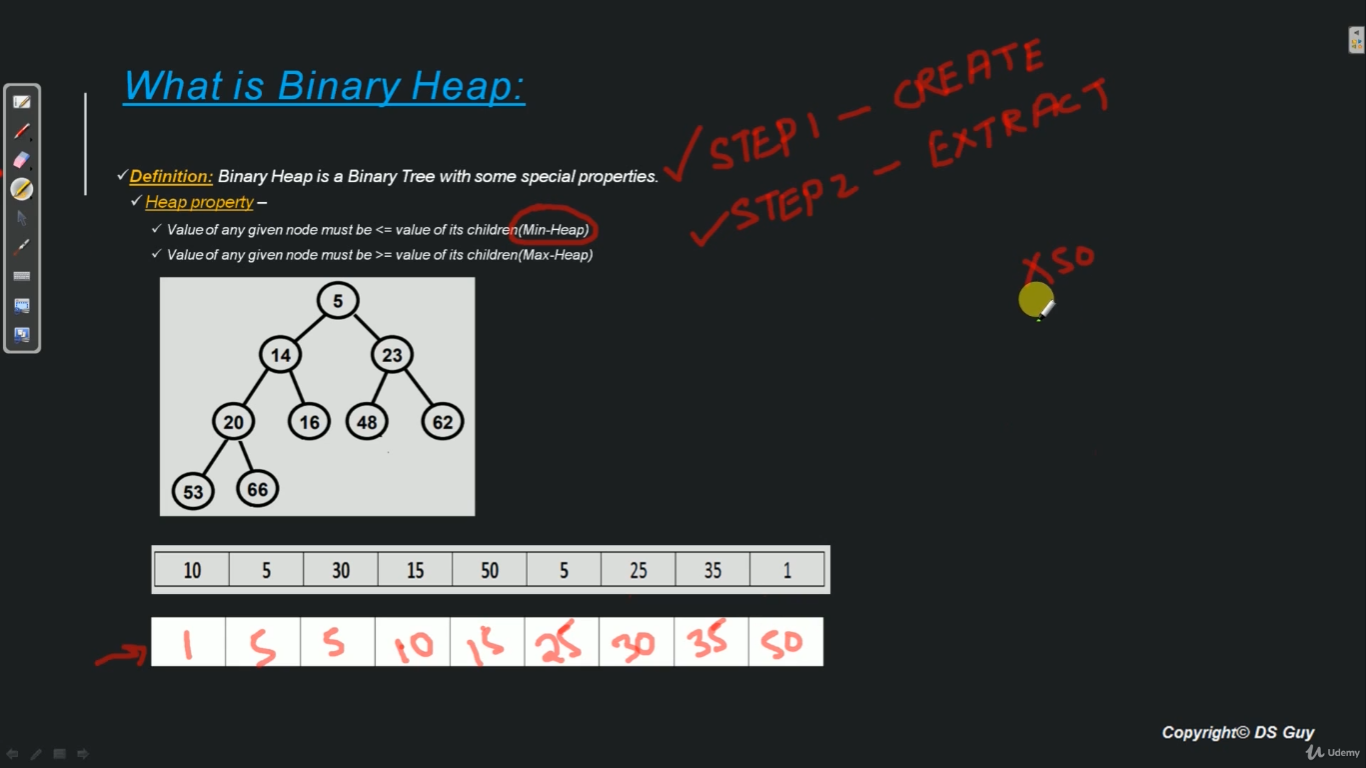 What is Binary Heap:
STEP 1 - CREATE
STEP 2 - EXTRACT
✓Definition: Binary Heap is a Binary Tree with some special properties.
✓Heap property –
✓ Value of any given node must be <= value of its children(Min-Heap)
✓ Value of any given node must be >= value of its children(Max-Heap)
X50
5
14 23
20 16 48 62
53 66
10 5 30 15 50 5 25 35 1
1 5 5 10 15 25 30 35 50
Copyright© DS Guy
Udemy